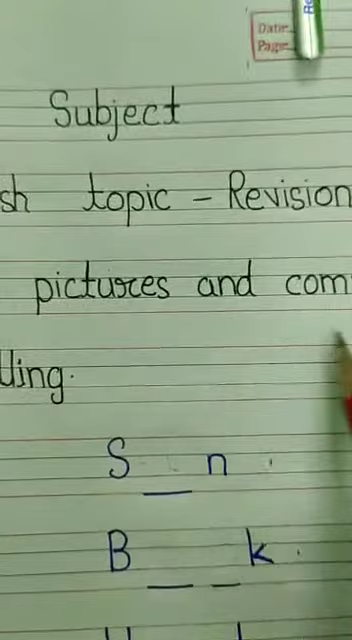 Date
Page
Subject
sh topic - Revision
pictures and com
lling.
S _ n .
B _ _ k .